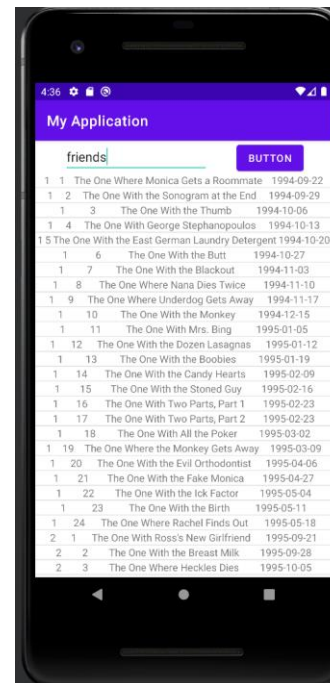 4:36
My Application
friends BUTTON
1 1 The One Where Monica Gets a Roommate 1994-09-22
1 2 The One With the Sonogram at the End 1994-09-29
1 3 The One With the Thumb 1994-10-06
1 4 The One With George Stephanopoulos 1994-10-13
1 5 The One With the East German Laundry Detergent 1994-10-20
1 6 The One With the Butt 1994-10-27
1 7 The One With the Blackout 1994-11-03
1 8 The One Where Nana Dies Twice 1994-11-10
1 9 The One Where Underdog Gets Away 1994-11-17
1 10 The One With the Monkey 1994-12-15
1 11 The One With Mrs. Bing 1995-01-05
1 12 The One With the Dozen Lasagnas 1995-01-12
1 13 The One With the Boobies 1995-01-19
1 14 The One With the Candy Hearts 1995-02-09
1 15 The One With the Stoned Guy 1995-02-16
1 16 The One With Two Parts, Part 1 1995-02-23
1 17 The One With Two Parts, Part 2 1995-02-23
1 18 The One With All the Poker 1995-03-02
1 19 The One Where the Monkey Gets Away 1995-03-09
1 20 The One With the Evil Orthodontist 1995-04-06
1 21 The One With the Fake Monica 1995-04-27
1 22 The One With the Ick Factor 1995-05-04
1 23 The One With the Birth 1995-05-11
1 24 The One Where Rachel Finds Out 1995-05-18
2 1 The One With Ross's New Girlfriend 1995-09-21
2 2 The One With the Breast Milk 1995-09-28
2 3 The One Where Heckles Dies 1995-10-05